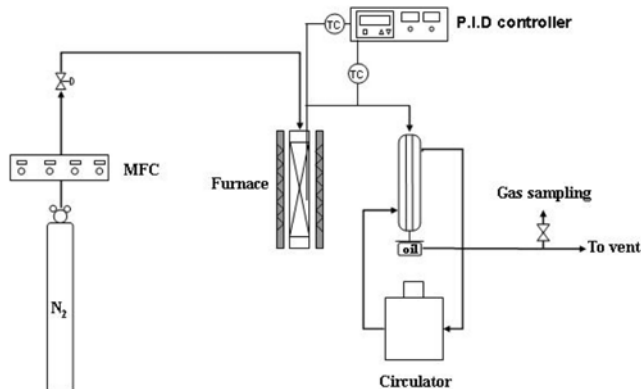 P.I.D controller
TC
TC
MFC
Furnace
Gas sampling
oil
To vent
N₂
Circulator